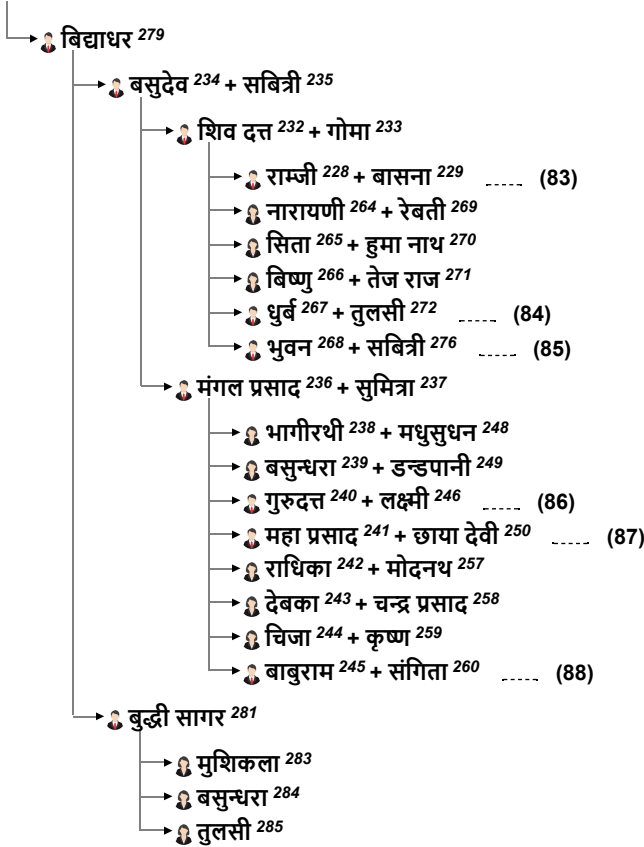 बिद्याधर 279
बसुदेव 234 + सबित्री 235
शिव दत्त 232 + गोमा 233
राम्जी 228 + बासना 229 ..... (83)
नारायणी 264 + रेबती 269
सिता 265 + हुमा नाथ 270
बिष्णु 266 + तेज राज 271
धुर्ब 267 + तुलसी 272 ..... (84)
भुवन 268 + सबित्री 276 ..... (85)
मंगल प्रसाद 236 + सुमित्रा 237
भागीरथी 238 + मधुसुधन 248
बसुन्धरा 239 + डन्डपानी 249
गुरुदत्त 240 + लक्ष्मी 246 ..... (86)
महा प्रसाद 241 + छाया देवी 250 ..... (87)
राधिका 242 + मोदनथ 257
देबका 243 + चन्द्र प्रसाद 258
चिजा 244 + कृष्ण 259
बाबुराम 245 + संगिता 260 ..... (88)
बुद्धी सागर 281
मुशिकला 283
बसुन्धरा 284
तुलसी 285